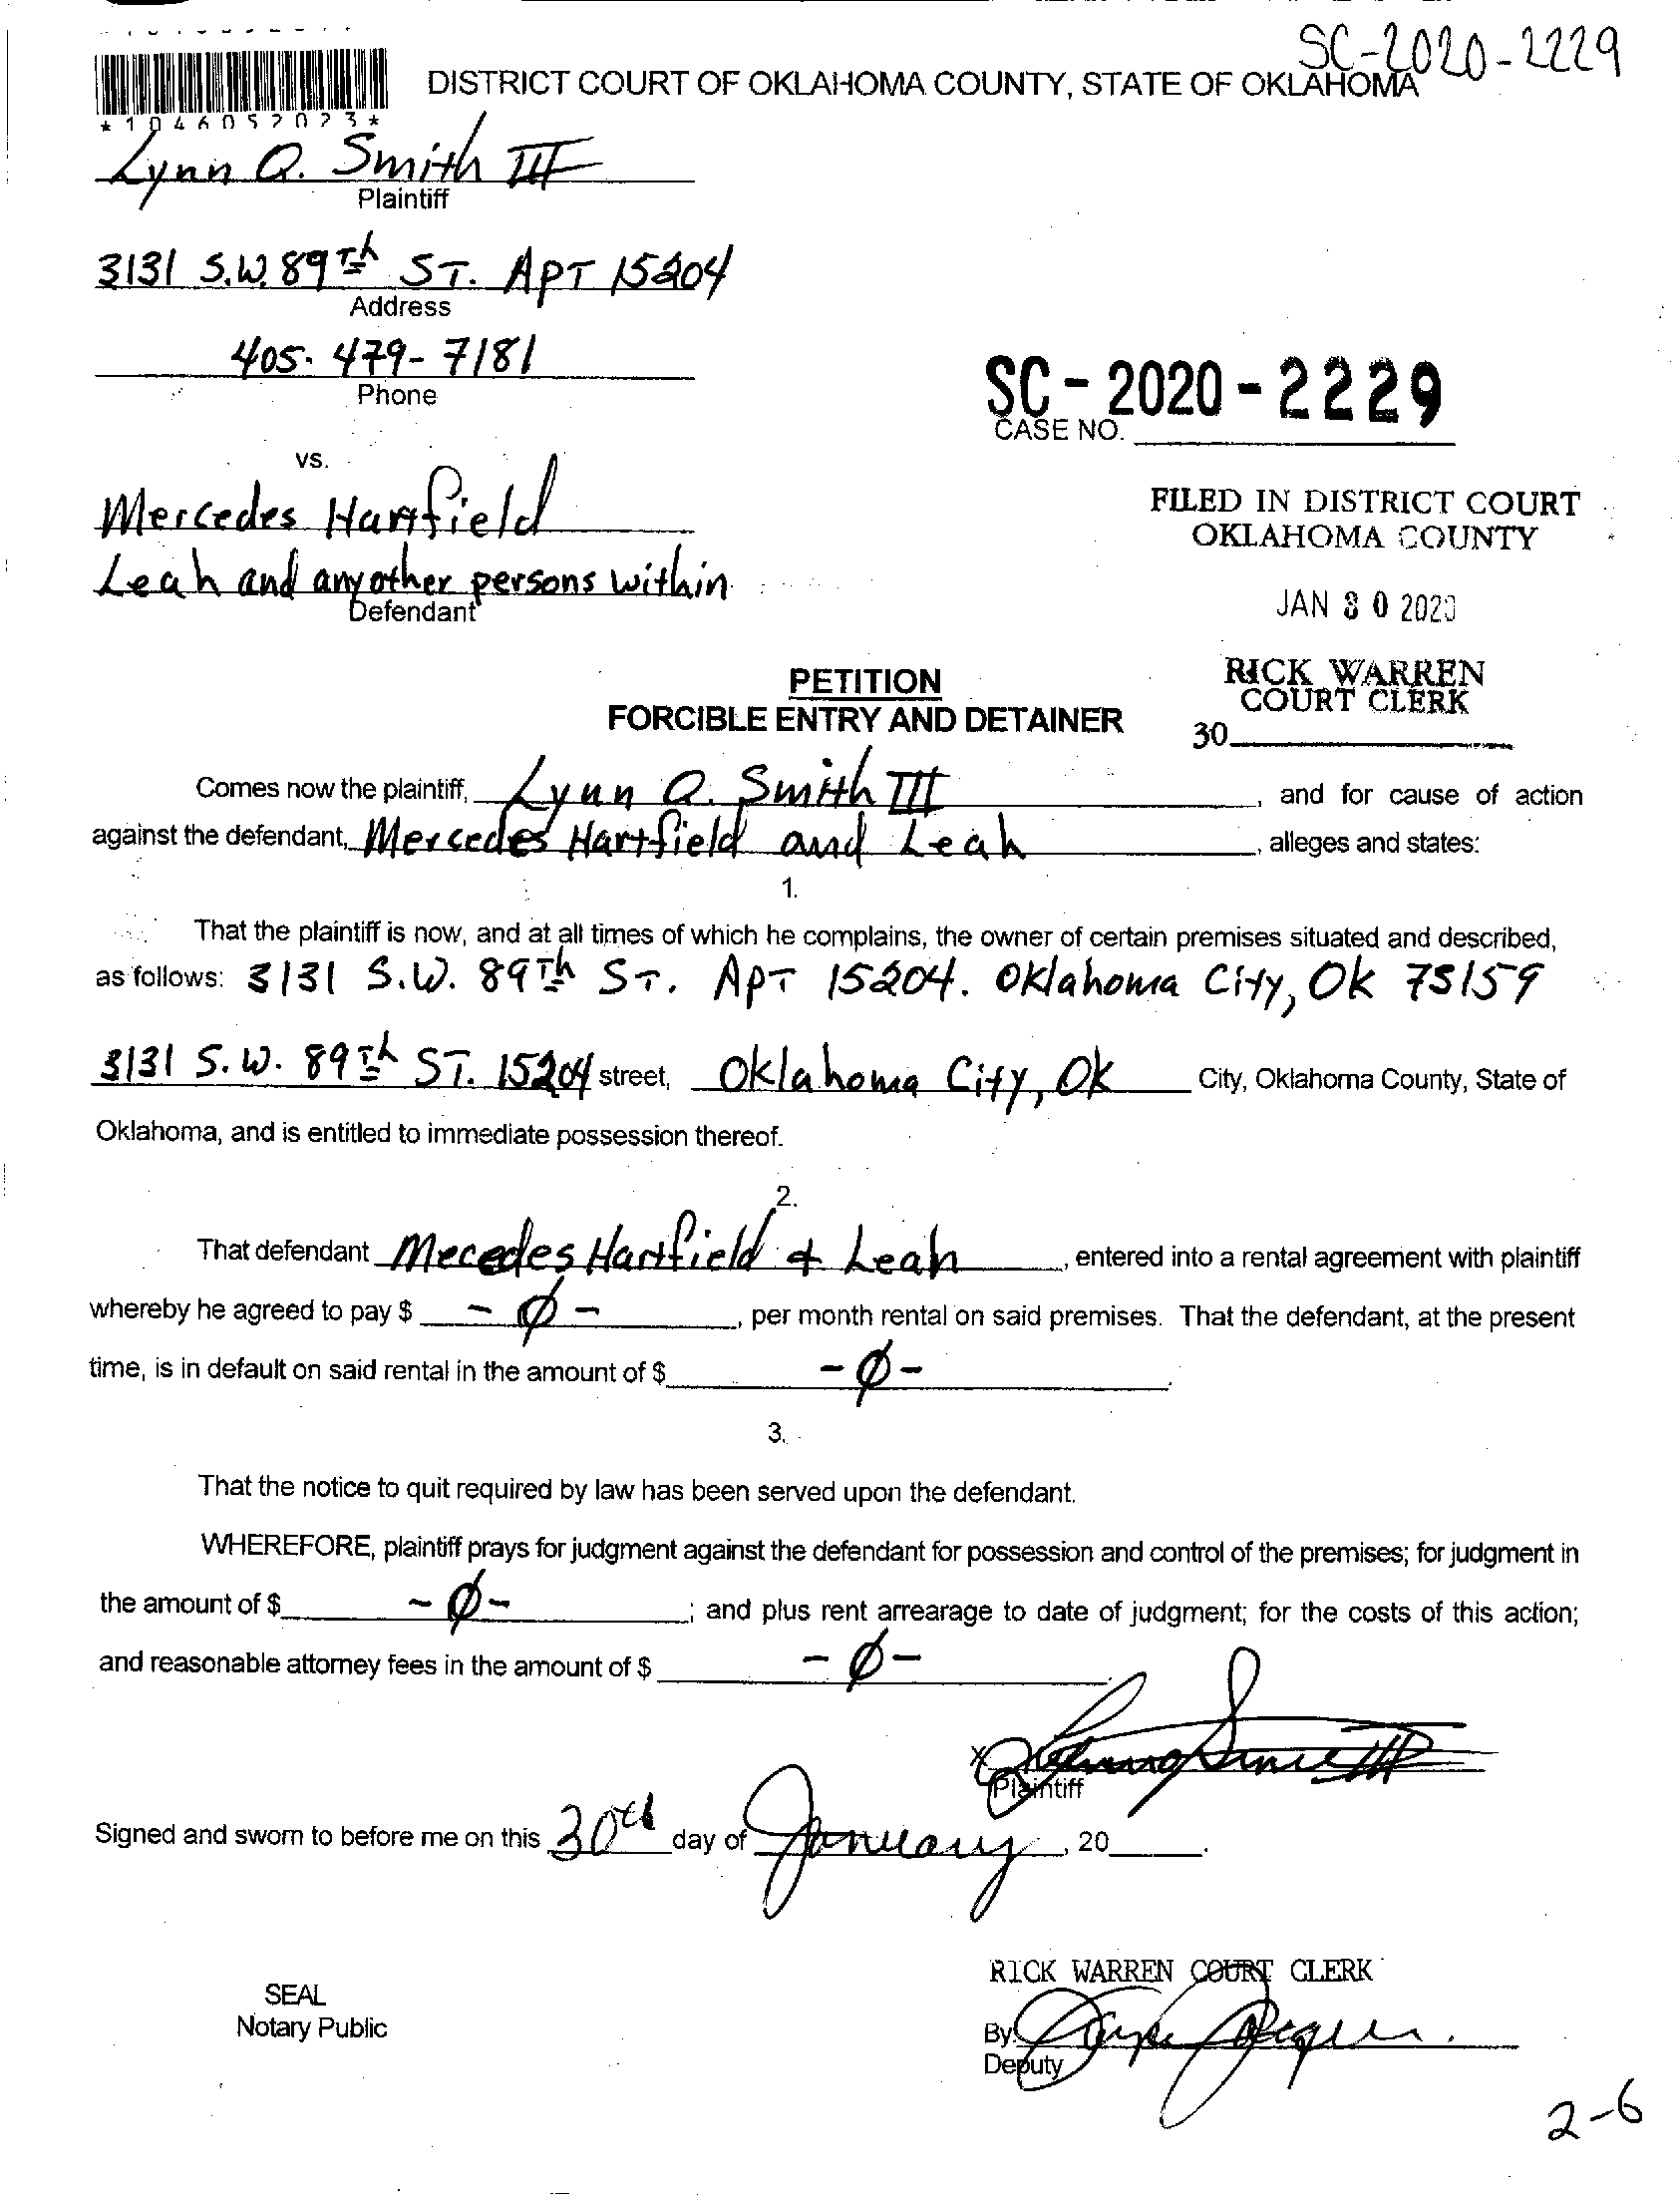 SC-2020-2229
DISTRICT COURT OF OKLAHOMA COUNTY, STATE OF OKLAHOMA
*1046052023*
Lynn Q. Smith III
Plaintiff
3131 S.W. 89Th ST. APT 15204
Address
405-479-7181
Phone
SC-2020-2229
CASE NO.
vs.
Mercedes Hartfield
Leah and any other persons within
Defendant
FILED IN DISTRICT COURT
OKLAHOMA COUNTY
JAN 30 2020
RICK WARREN
COURT CLERK
30
PETITION
FORCIBLE ENTRY AND DETAINER
Comes now the plaintiff, Lynn Q. Smith III, and for cause of action
against the defendant, Mercedes Hartfield and Leah, alleges and states:
1.
That the plaintiff is now, and at all times of which he complains, the owner of certain premises situated and described,
as follows: 3131 S.W. 89Th ST. APT 15204. Oklahoma City, OK 73159
3131 S.W. 89Th ST. 15204 street, Oklahoma City, OK City, Oklahoma County, State of
Oklahoma, and is entitled to immediate possession thereof.
2.
That defendant Mecedes Hartfield & Leah, entered into a rental agreement with plaintiff
whereby he agreed to pay $ -Ø-, per month rental on said premises. That the defendant, at the present
time, is in default on said rental in the amount of $ -Ø-.
3.
That the notice to quit required by law has been served upon the defendant.
WHEREFORE, plaintiff prays for judgment against the defendant for possession and control of the premises; for judgment in
the amount of $ -Ø-; and plus rent arrearage to date of judgment; for the costs of this action;
and reasonable attorney fees in the amount of $ -Ø-.
X
Plaintiff
Signed and sworn to before me on this 30th day of January, 20.
RICK WARREN COURT CLERK
SEAL
Notary Public
By:
Deputy
2-6